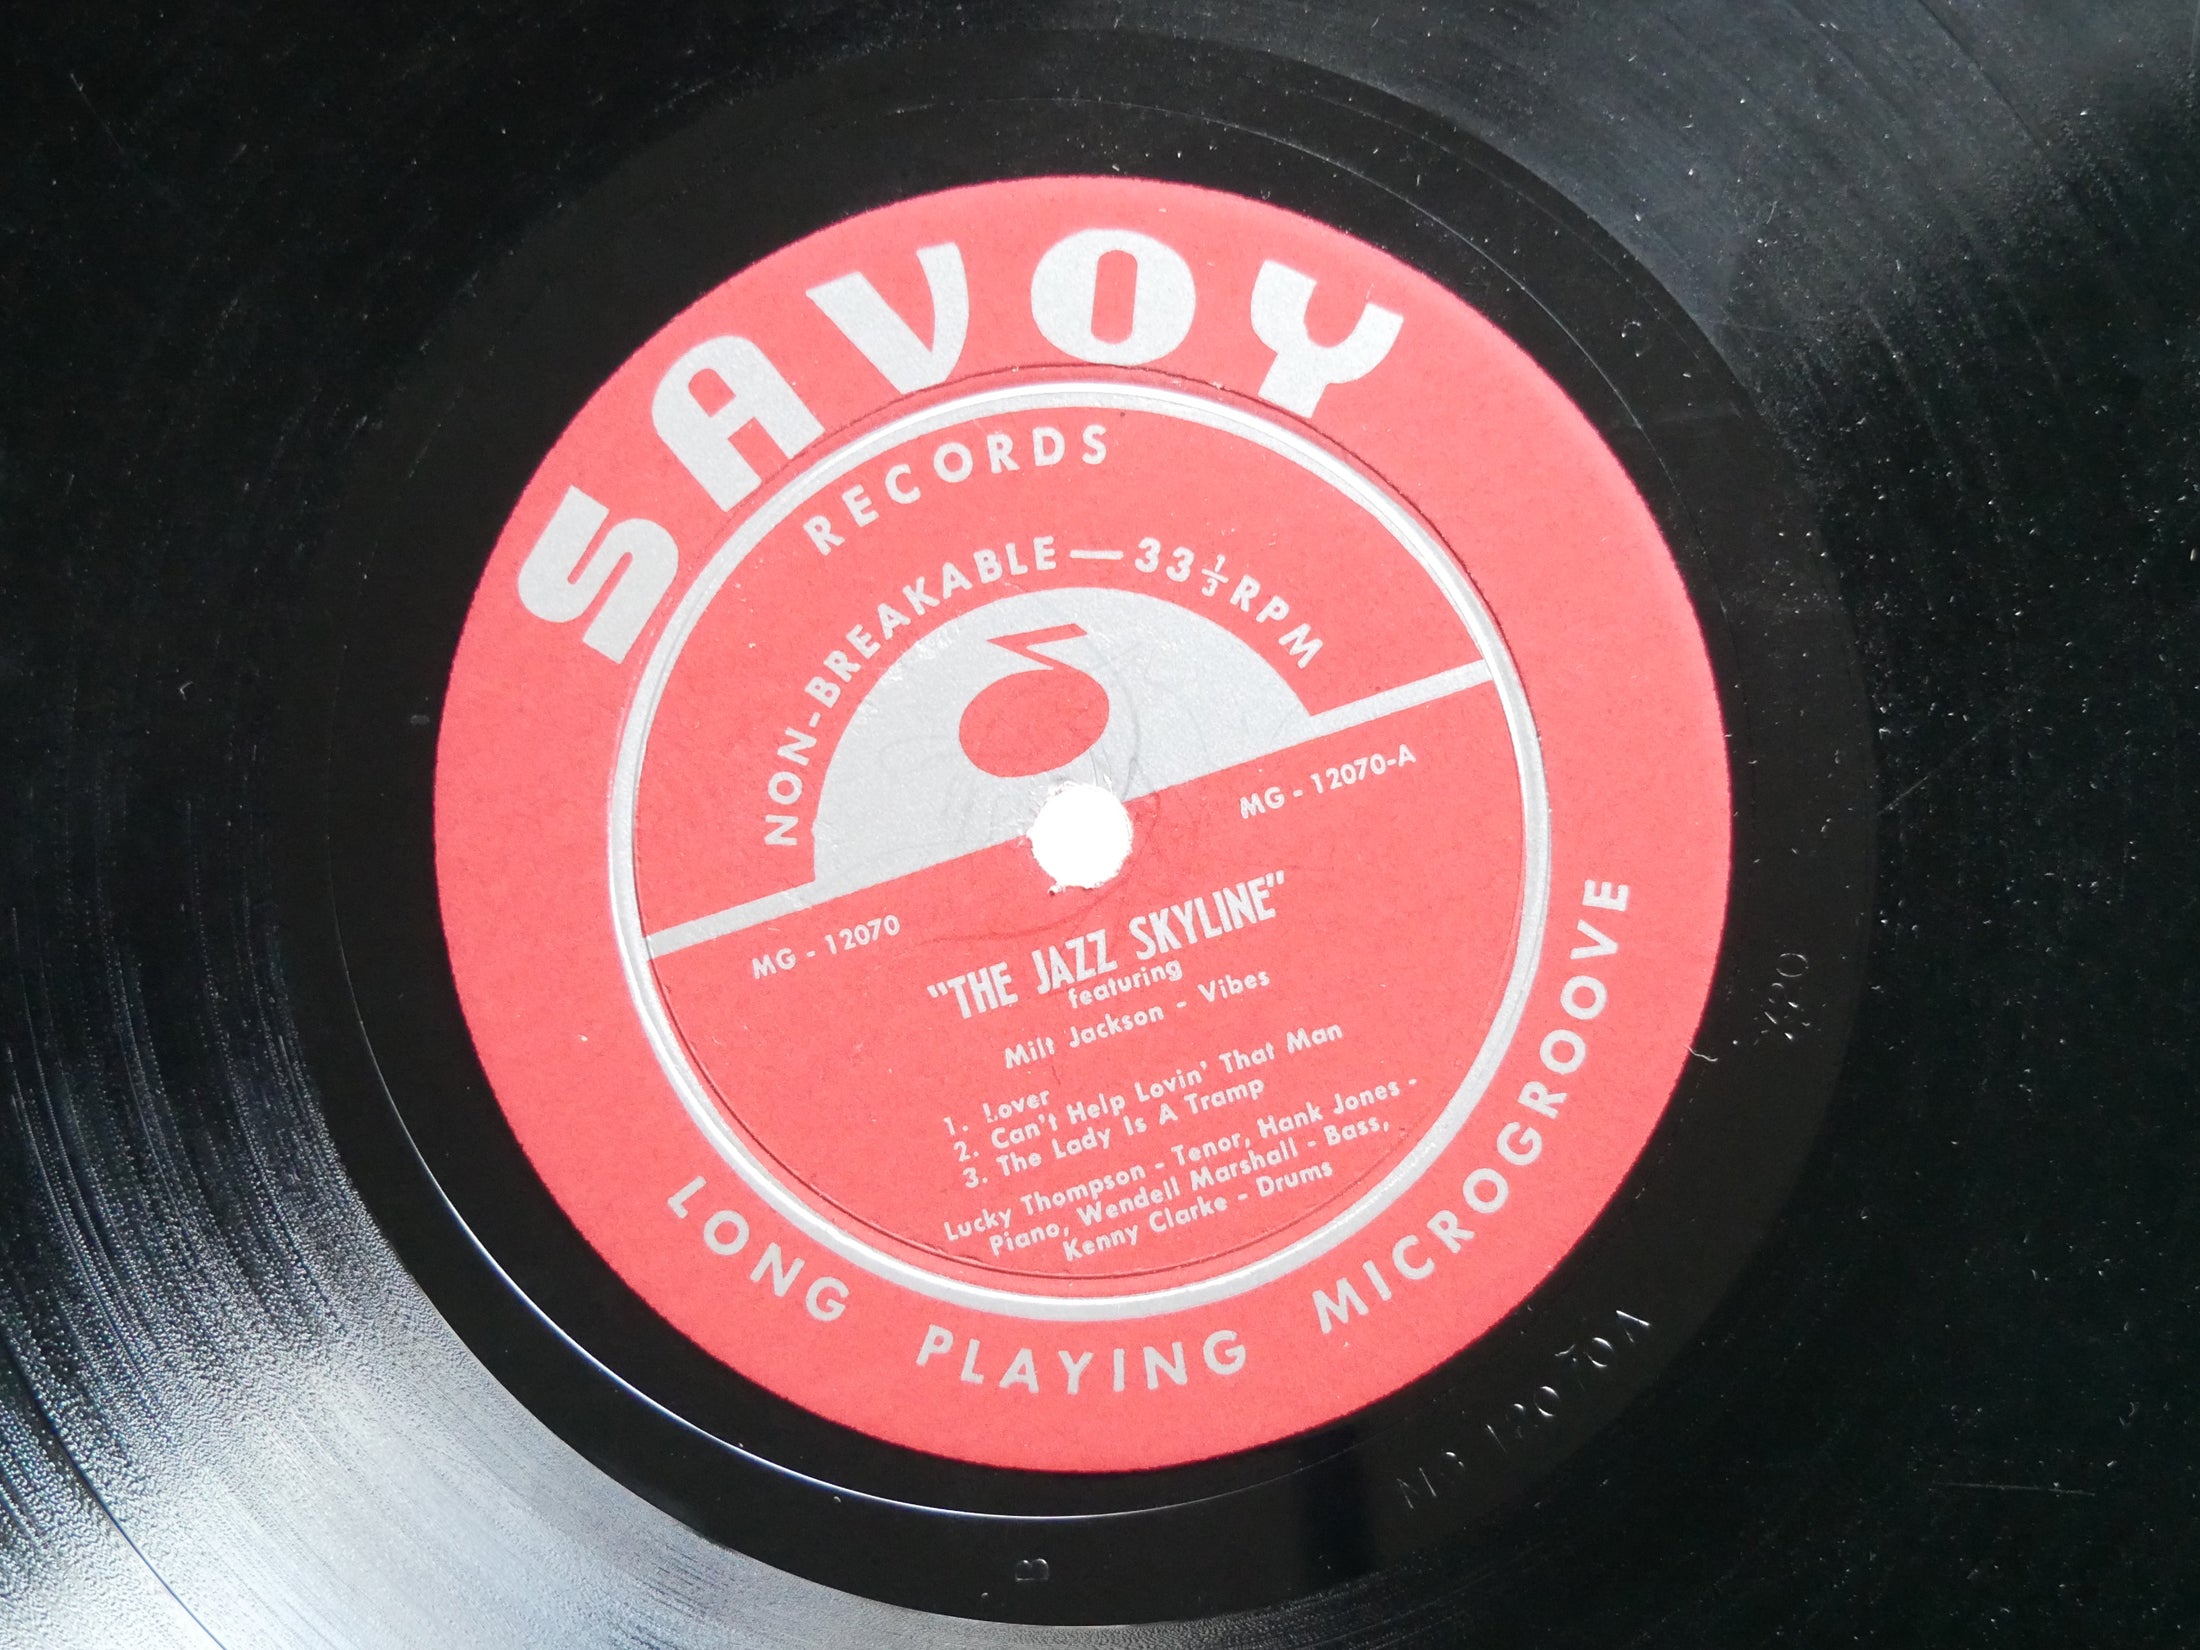 SAVOY
RECORDS
NON-BREAKABLE—33⅓RPM
MG - 12070-A
MG - 12070
"THE JAZZ SKYLINE"
featuring
Milt Jackson - Vibes
1. Lover
2. Can't Help Lovin' That Man
3. The Lady Is A Tramp
Lucky Thompson - Tenor, Hank Jones -
Piano, Wendell Marshall - Bass,
Kenny Clarke - Drums
LONG PLAYING MICROGROOVE
B